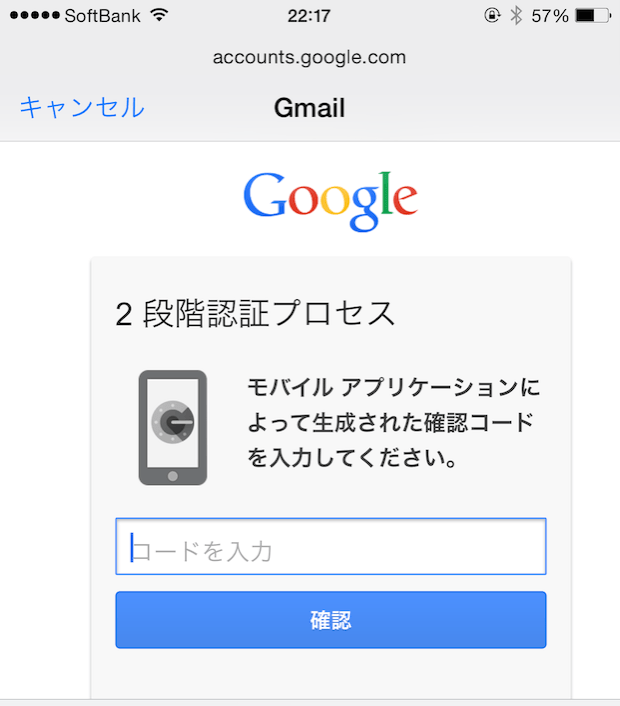 SoftBank 22:17 57%
accounts.google.com
キャンセル Gmail
Google
2 段階認証プロセス
モバイル アプリケーションに
よって生成された確認コード
を入力してください。
コードを入力
確認